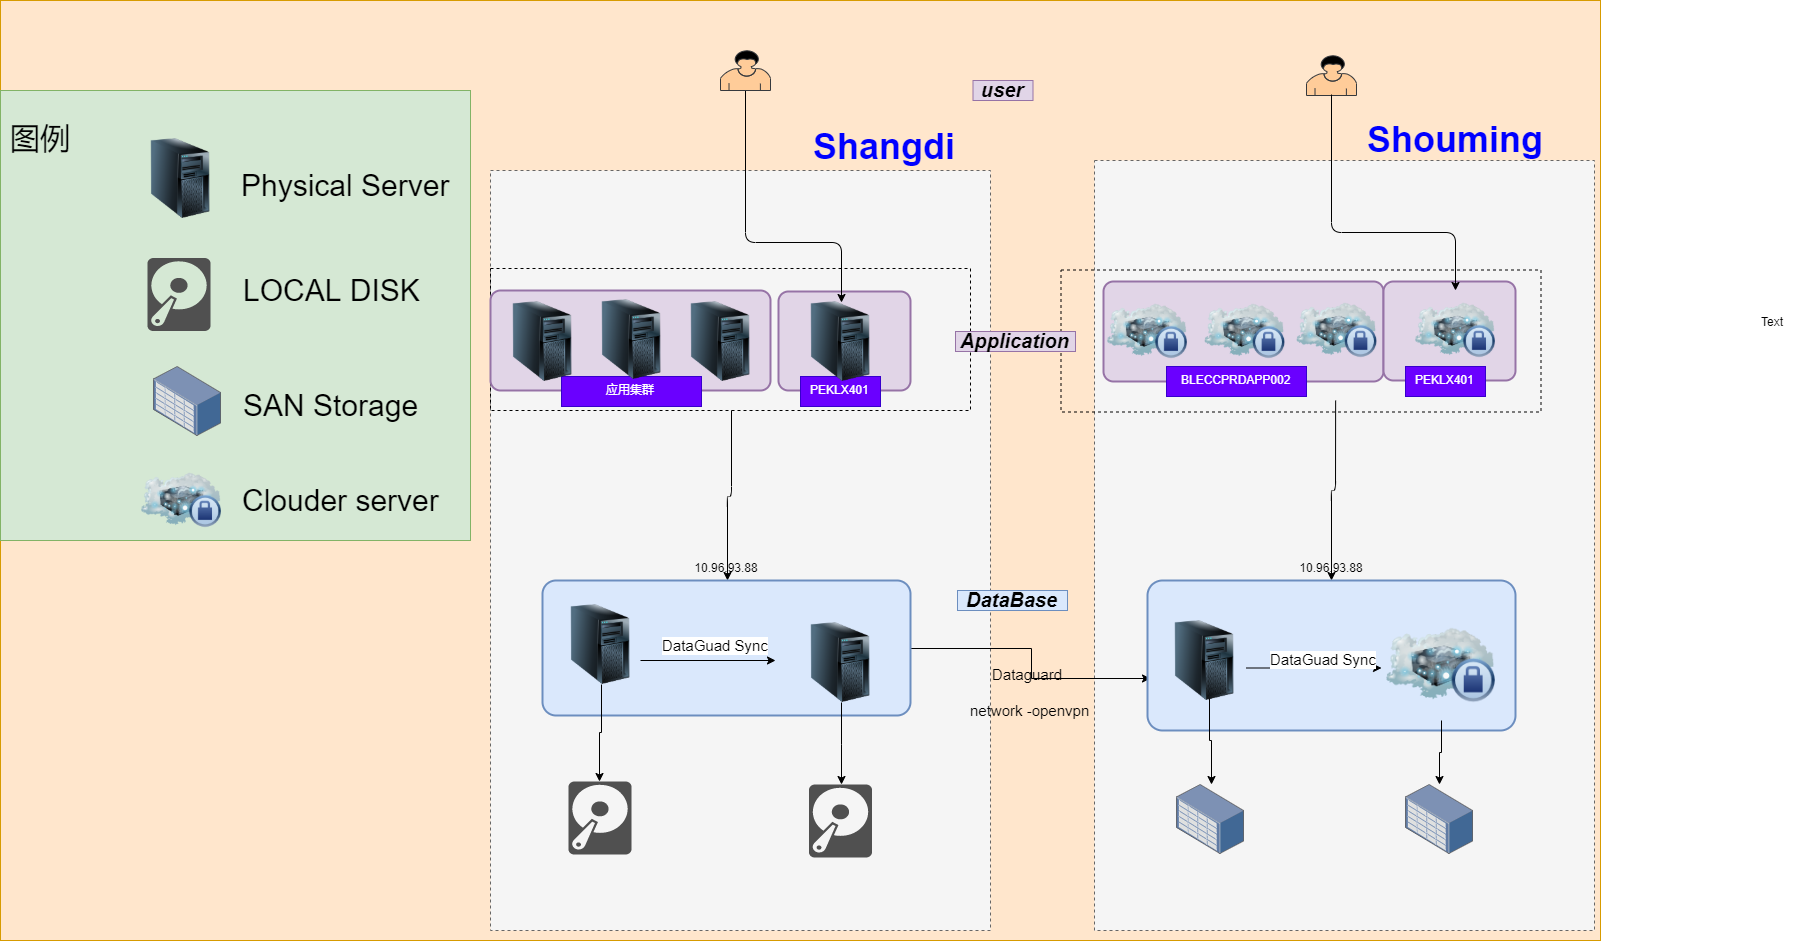 图例
Physical Server
LOCAL DISK
SAN Storage
Clouder server
user
Shangdi
Shouming
Application
应用集群
PEKLX401
BLECCPRDAPP002
PEKLX401
Text
10.96.93.88
10.96.93.88
DataBase
DataGuad Sync
DataGuad Sync
Dataguard
network -openvpn